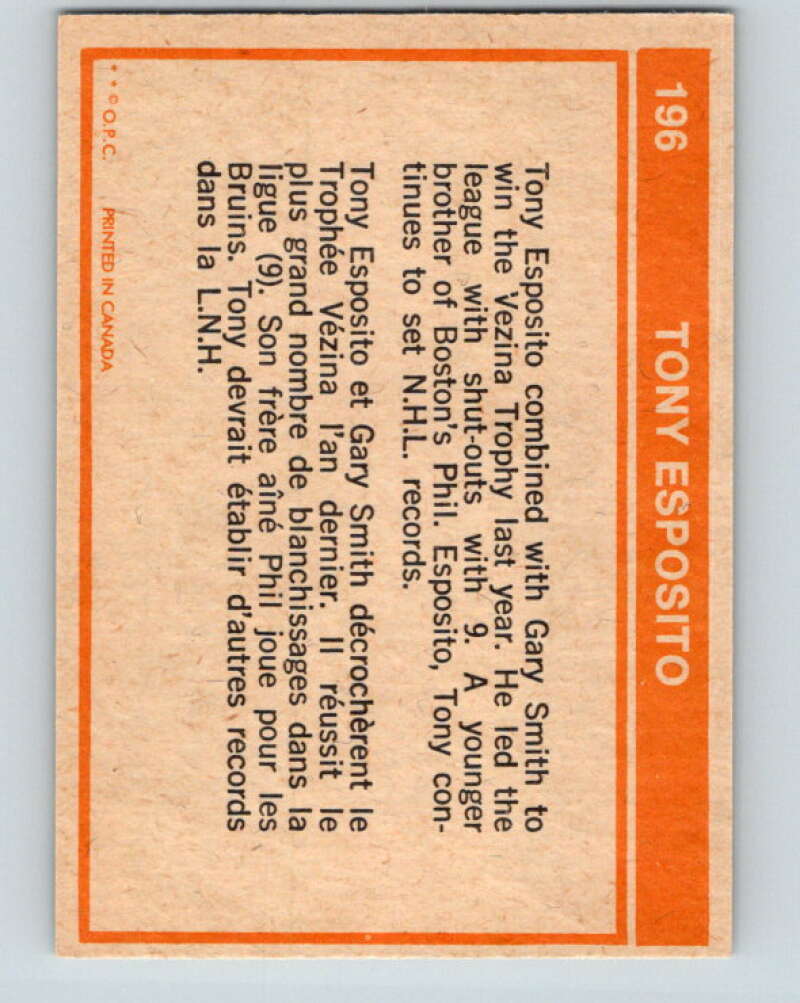 196 TONY ESPOSITO
Tony Esposito combined with Gary Smith to
win the Vezina Trophy last year. He led the
league with shut-outs with 9. A younger
brother of Boston's Phil. Esposito, Tony con-
tinues to set N.H.L. records.
Tony Esposito et Gary Smith décrochèrent le
Trophée Vézina l'an dernier. Il réussit le
plus grand nombre de blanchissages dans la
ligue (9). Son frère aîné Phil joue pour les
Bruins. Tony devrait établir d'autres records
dans la L.N.H.
* * © O.P.C. PRINTED IN CANADA